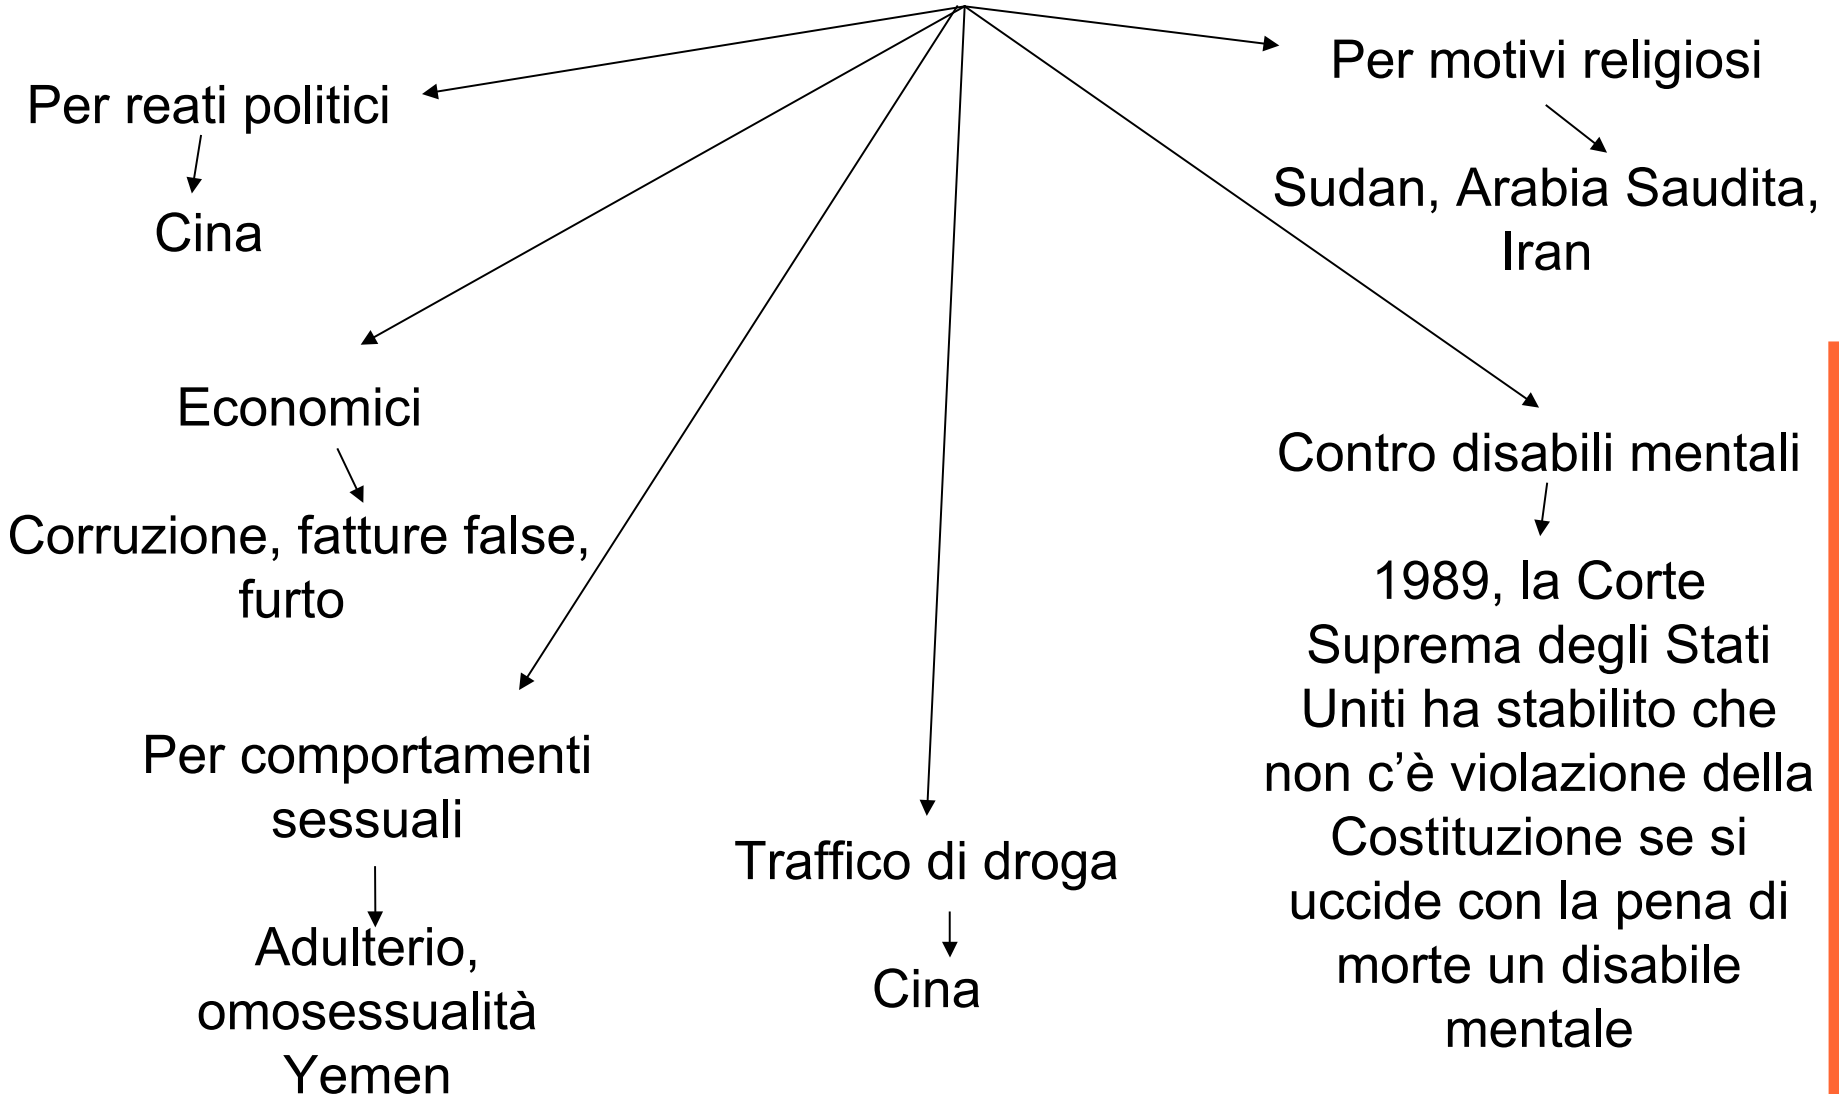 Per reati politici
Cina
Per motivi religiosi
Sudan, Arabia Saudita,
Iran
Economici
Corruzione, fatture false,
furto
Contro disabili mentali
1989, la Corte
Suprema degli Stati
Uniti ha stabilito che
non c’è violazione della
Costituzione se si
uccide con la pena di
morte un disabile
mentale
Per comportamenti
sessuali
Adulterio,
omosessualità
Yemen
Traffico di droga
Cina